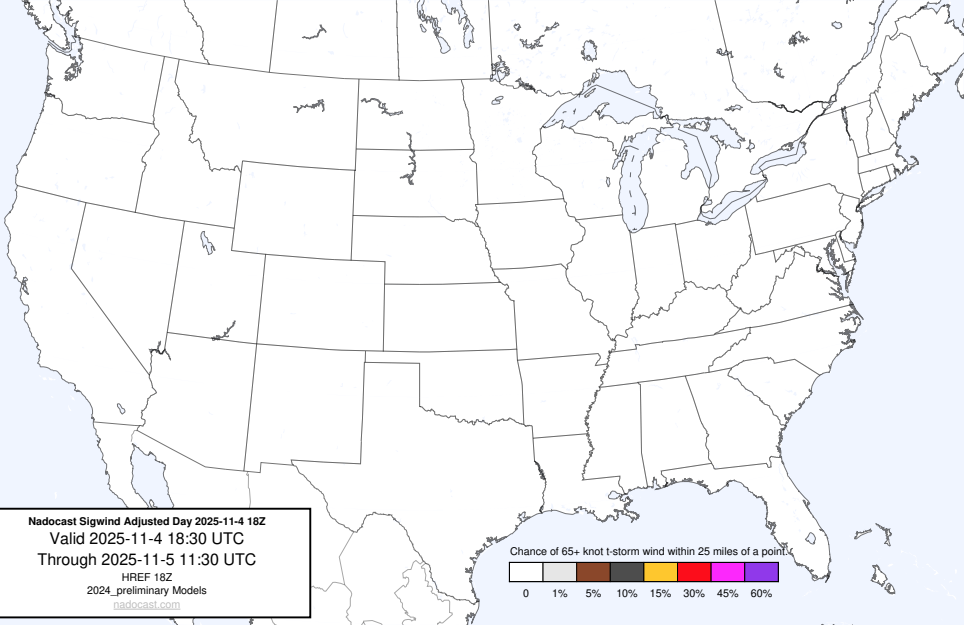 Nadocast Sigwind Adjusted Day 2025-11-4 18Z
Valid 2025-11-4 18:30 UTC
Through 2025-11-5 11:30 UTC
HREF 18Z
2024_preliminary Models
nadocast.com
Chance of 65+ knot t-storm wind within 25 miles of a point.
0 1% 5% 10% 15% 30% 45% 60%